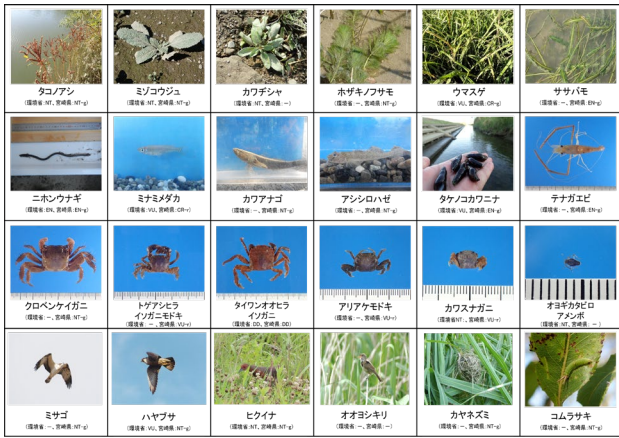 タコノアシ
(環境省:NT、宮崎県:NT-g)
ミゾコウジュ
(環境省:NT、宮崎県:NT-g)
カワヂシャ
(環境省:NT、宮崎県:―)
ホザキノフサモ
(環境省:―、宮崎県:NT-g)
ウマスゲ
(環境省:VU、宮崎県:CR-g)
ササバモ
(環境省:―、宮崎県:EN-g)
ニホンウナギ
(環境省:EN、宮崎県:EN-g)
ミナミメダカ
(環境省:VU、宮崎県:CR-r)
カワアナゴ
(環境省:―、宮崎県:NT-g)
アシシロハゼ
(環境省:―、宮崎県:NT-g)
タケノコカワニナ
(環境省:VU、宮崎県:EN-g)
テナガエビ
(環境省:―、宮崎県:EN-g)
クロベンケイガニ
(環境省:―、宮崎県:NT-g)
トゲアシヒラ
イソガニモドキ
(環境省:―、宮崎県:VU-r)
タイワンオオヒラ
イソガニ
(環境省:DD、宮崎県:DD)
アリアケモドキ
(環境省:―、宮崎県:VU-r)
カワスナガニ
(環境省NT:、宮崎県:VU-r)
オヨギカタビロ
アメンボ
(環境省:NT、宮崎県:―)
ミサゴ
(環境省:NT、宮崎県:NT-g)
ハヤブサ
(環境省:VU、宮崎県:NT-g)
ヒクイナ
(環境省:NT、宮崎県:NT-g)
オオヨシキリ
(環境省:―、宮崎県:―)
カヤネズミ
(環境省:―、宮崎県:NT-g)
コムラサキ
(環境省:―、宮崎県:NT-g)